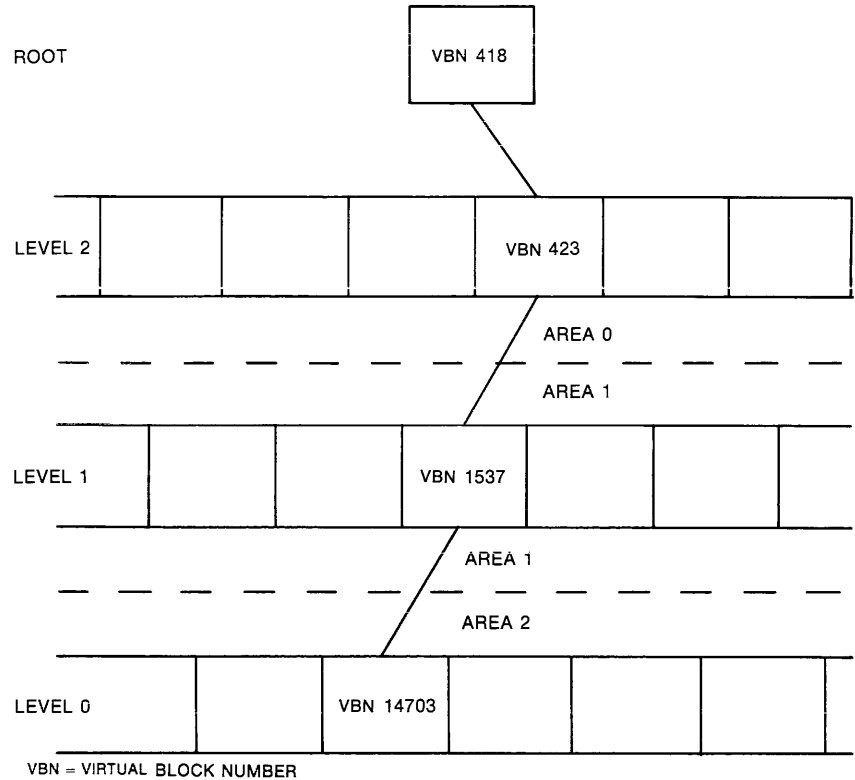 ROOT
VBN 418
LEVEL 2
VBN 423
AREA 0
AREA 1
LEVEL 1
VBN 1537
AREA 1
AREA 2
LEVEL 0
VBN 14703
VBN = VIRTUAL BLOCK NUMBER